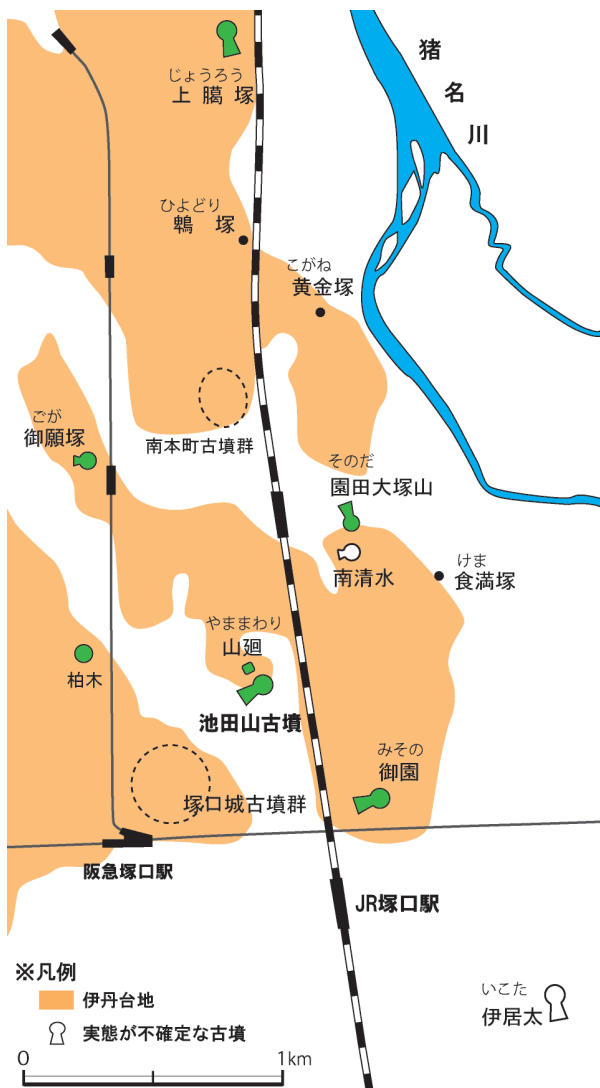 猪名川
じょうろう
上臈塚
ひよどり
鵯塚
こがね
黄金塚
南本町古墳群
ごが
御願塚
そのだ
園田大塚山
南清水
けま
食満塚
やままわり
山廻
柏木
池田山古墳
みその
御園
塚口城古墳群
阪急塚口駅
JR塚口駅
いこた
伊居太
※凡例
伊丹台地
実態が不確定な古墳
0 1km